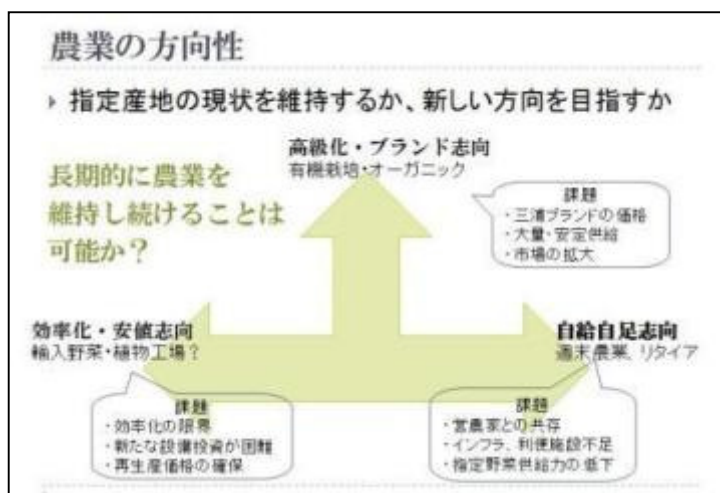 農業の方向性
▸ 指定産地の現状を維持するか、新しい方向を目指すか
高級化・ブランド志向
有機栽培・オーガニック
長期的に農業を
維持し続けることは
可能か？
課題
・三浦ブランドの価格
・大量・安定供給
・市場の拡大
効率化・安値志向
輸入野菜・植物工場？
自給自足志向
週末農業、リタイア
課題
・効率化の限界
・新たな設備投資が困難
・再生産価格の確保
課題
・営農家との共存
・インフラ、利便施設不足
・指定野菜供給力の低下